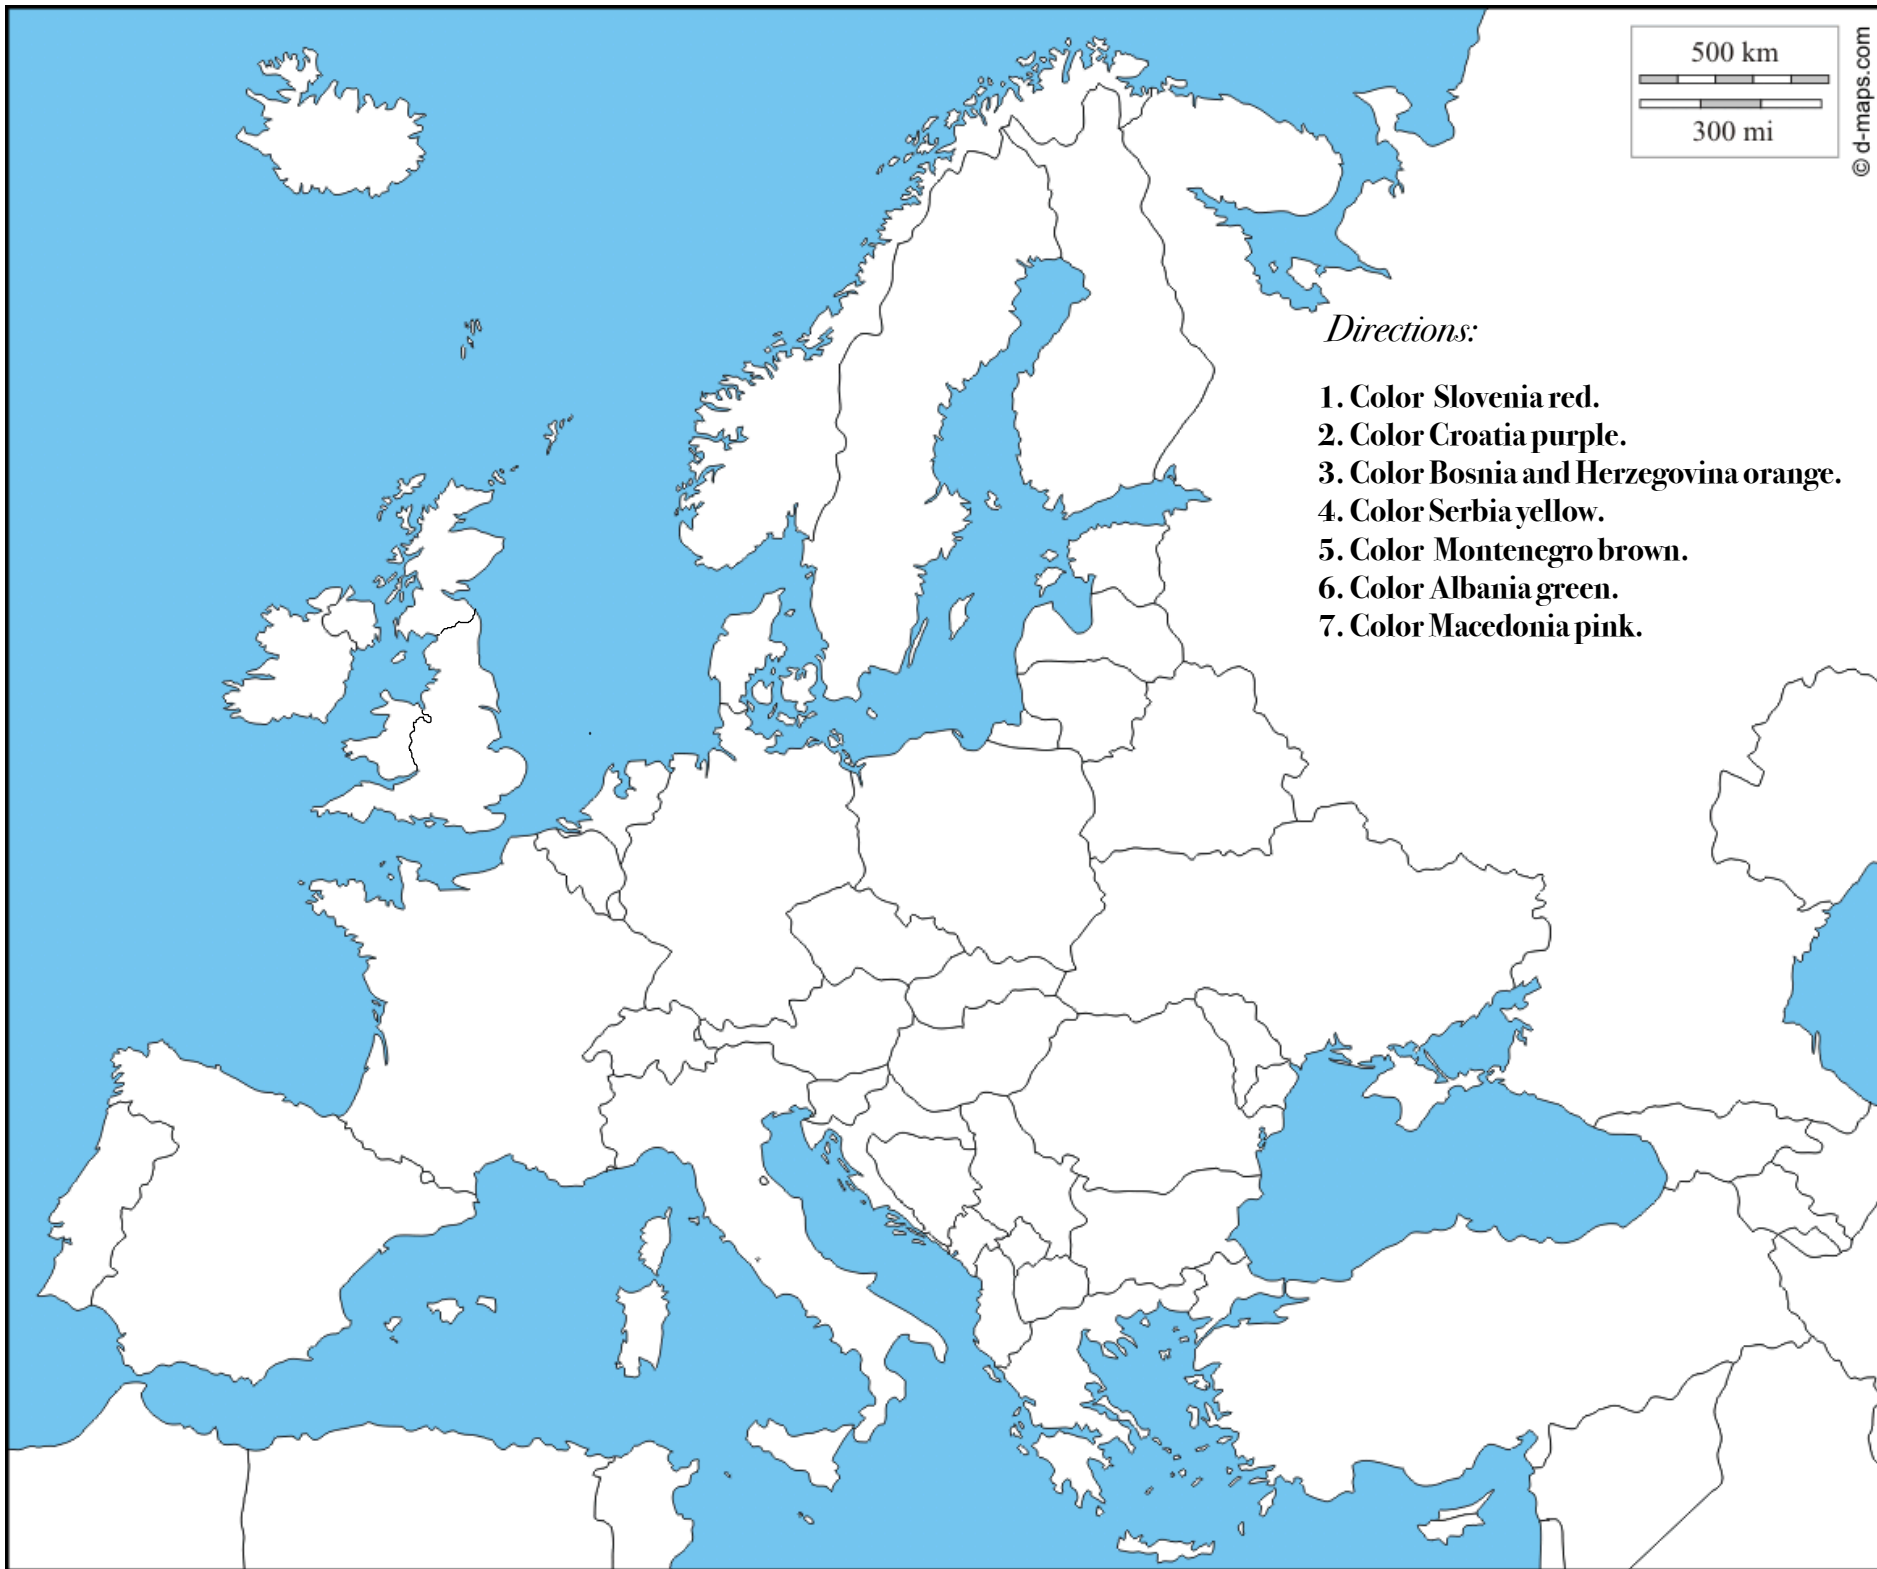 500 km
300 mi
© d-maps.com
Directions:
1. Color Slovenia red.
2. Color Croatia purple.
3. Color Bosnia and Herzegovina orange.
4. Color Serbia yellow.
5. Color Montenegro brown.
6. Color Albania green.
7. Color Macedonia pink.